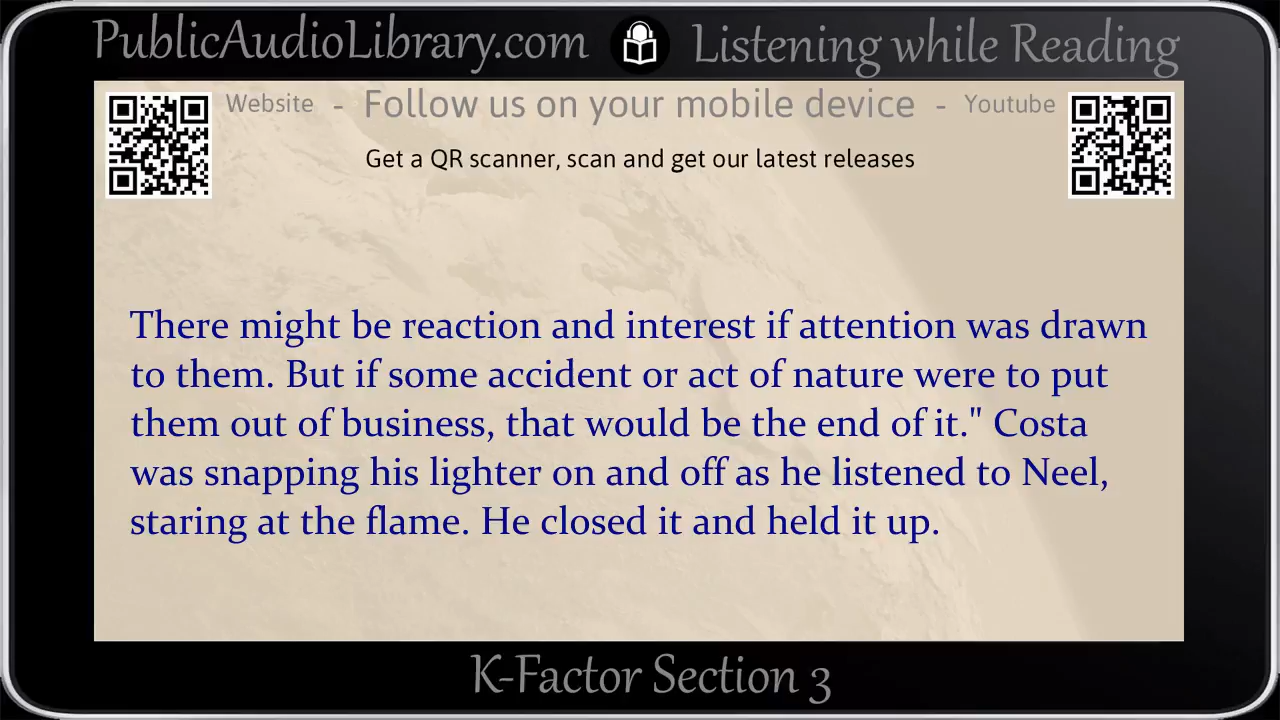 PublicAudioLibrary.com Listening while Reading
Website - Follow us on your mobile device - Youtube
Get a QR scanner, scan and get our latest releases
There might be reaction and interest if attention was drawn
to them. But if some accident or act of nature were to put
them out of business, that would be the end of it." Costa
was snapping his lighter on and off as he listened to Neel,
staring at the flame. He closed it and held it up.
K-Factor Section 3